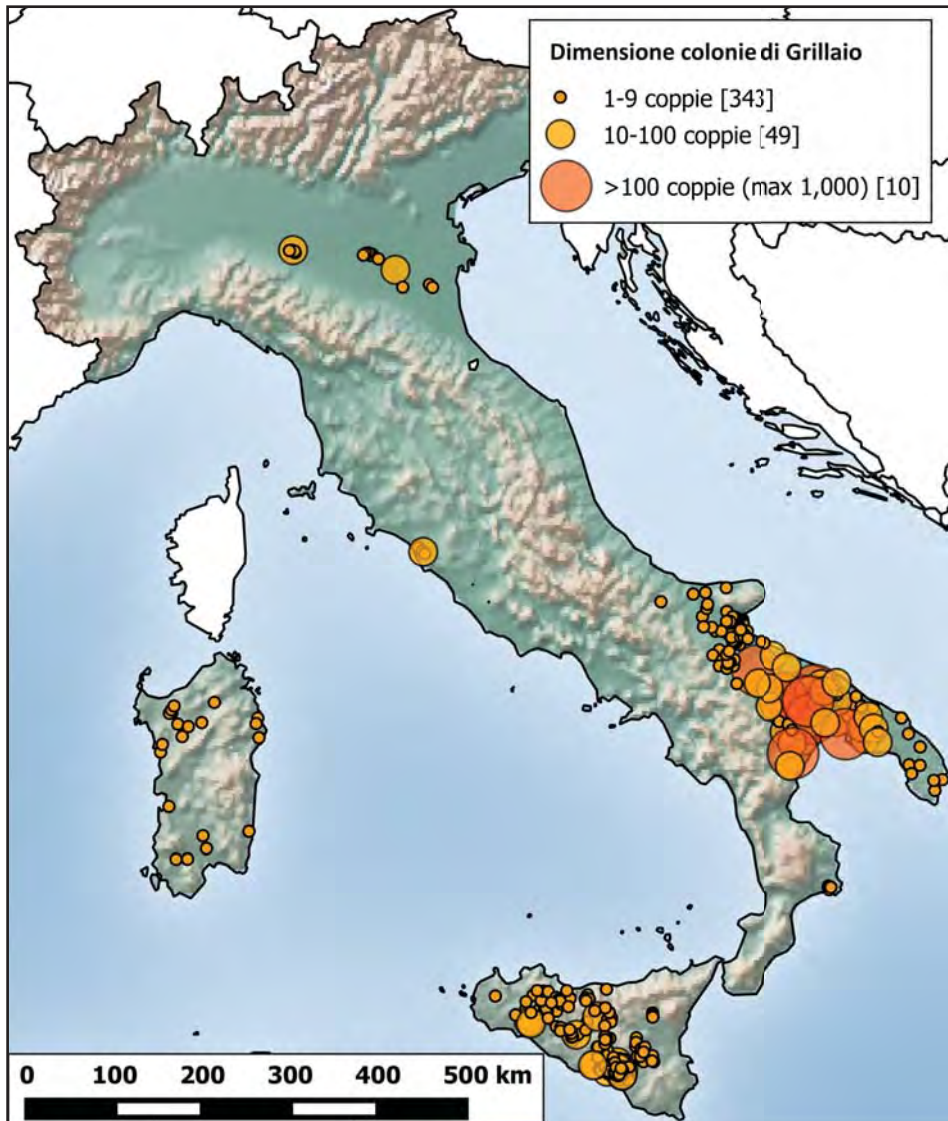 Dimensione colonie di Grillaio
1-9 coppie [343]
10-100 coppie [49]
>100 coppie (max 1,000) [10]
0 100 200 300 400 500 km